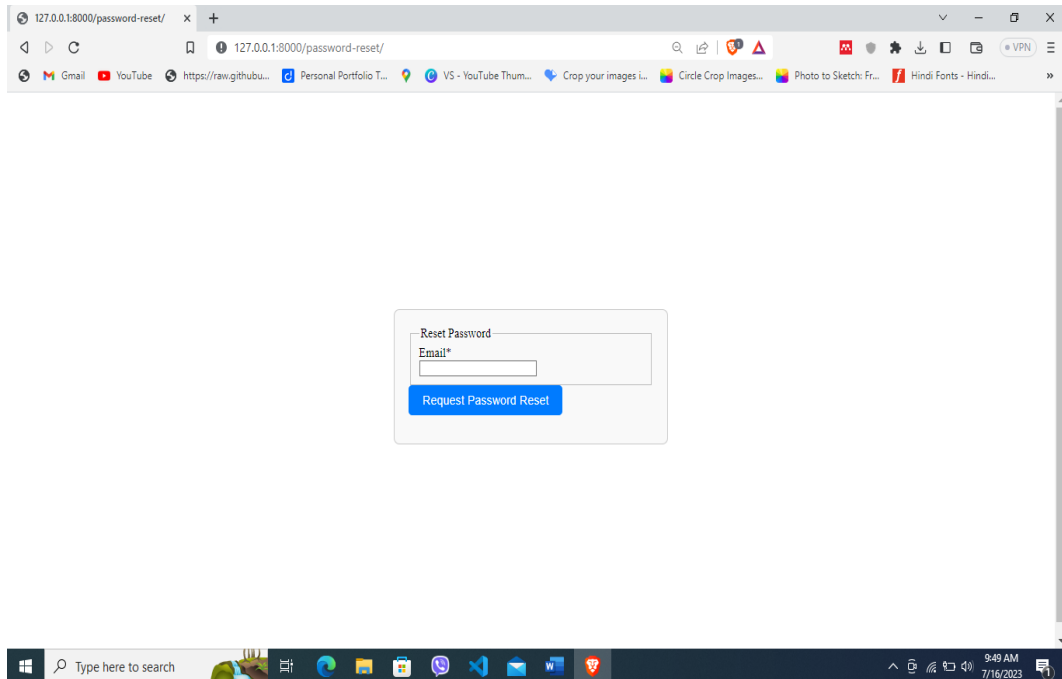 127.0.0.1:8000/password-reset/
127.0.0.1:8000/password-reset/
VPN
Gmail YouTube https://raw.githubu... Personal Portfolio T... VS - YouTube Thum... Crop your images i... Circle Crop Images... Photo to Sketch: Fr... Hindi Fonts - Hindi...
Reset Password
Email*
Request Password Reset
Type here to search
9:49 AM
7/16/2023